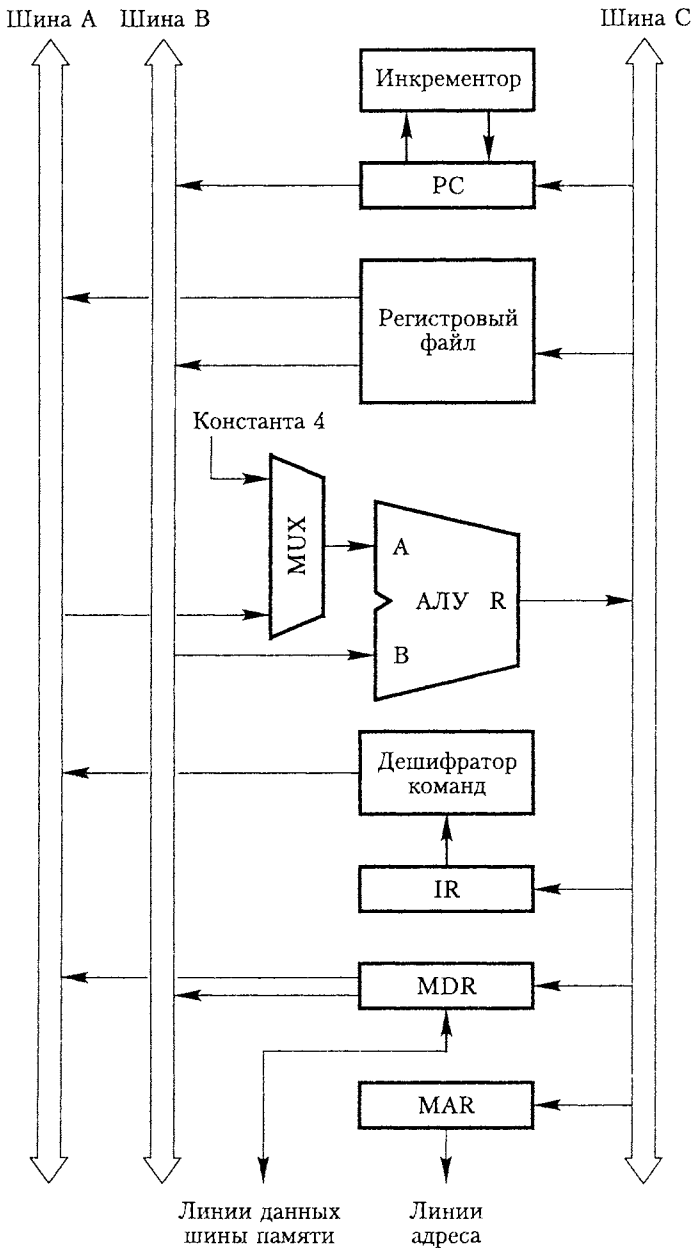 Шина A Шина B Шина C
Инкрементор
PC
Регистровый
файл
Константа 4
MUX
A
АЛУ R
B
Дешифратор
команд
IR
MDR
MAR
Линии данных
шины памяти
Линии
адреса